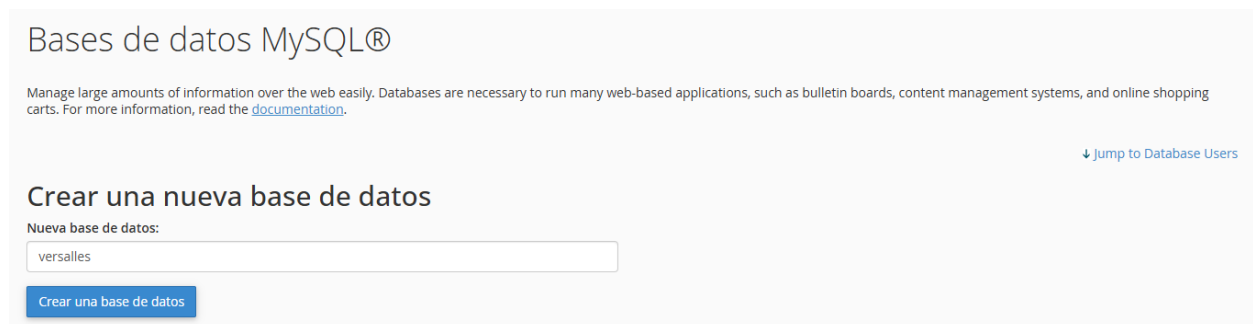 Bases de datos MySQL®
Manage large amounts of information over the web easily. Databases are necessary to run many web-based applications, such as bulletin boards, content management systems, and online shopping
carts. For more information, read the documentation.
↓ Jump to Database Users
Crear una nueva base de datos
Nueva base de datos:
versalles
Crear una base de datos